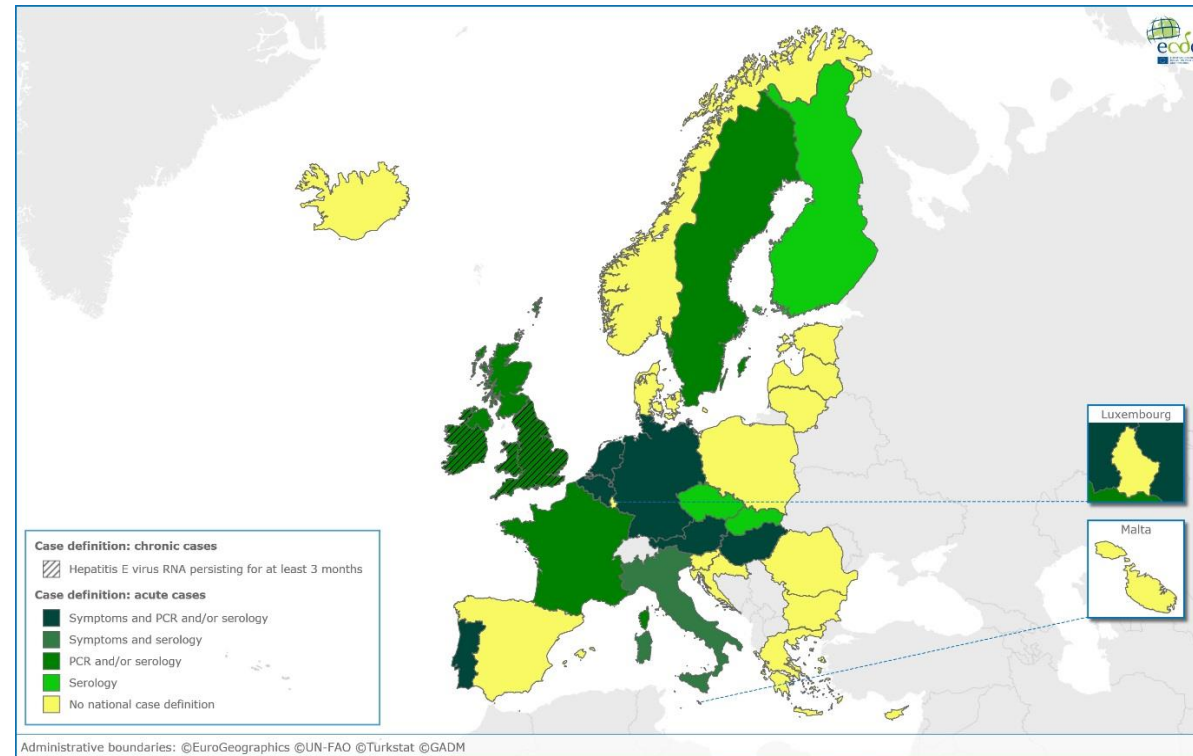 Luxembourg
Malta
Case definition: chronic cases
Hepatitis E virus RNA persisting for at least 3 months
Case definition: acute cases
Symptoms and PCR and/or serology
Symptoms and serology
PCR and/or serology
Serology
No national case definition
Administrative boundaries: ©EuroGeographics ©UN-FAO ©Turkstat ©GADM